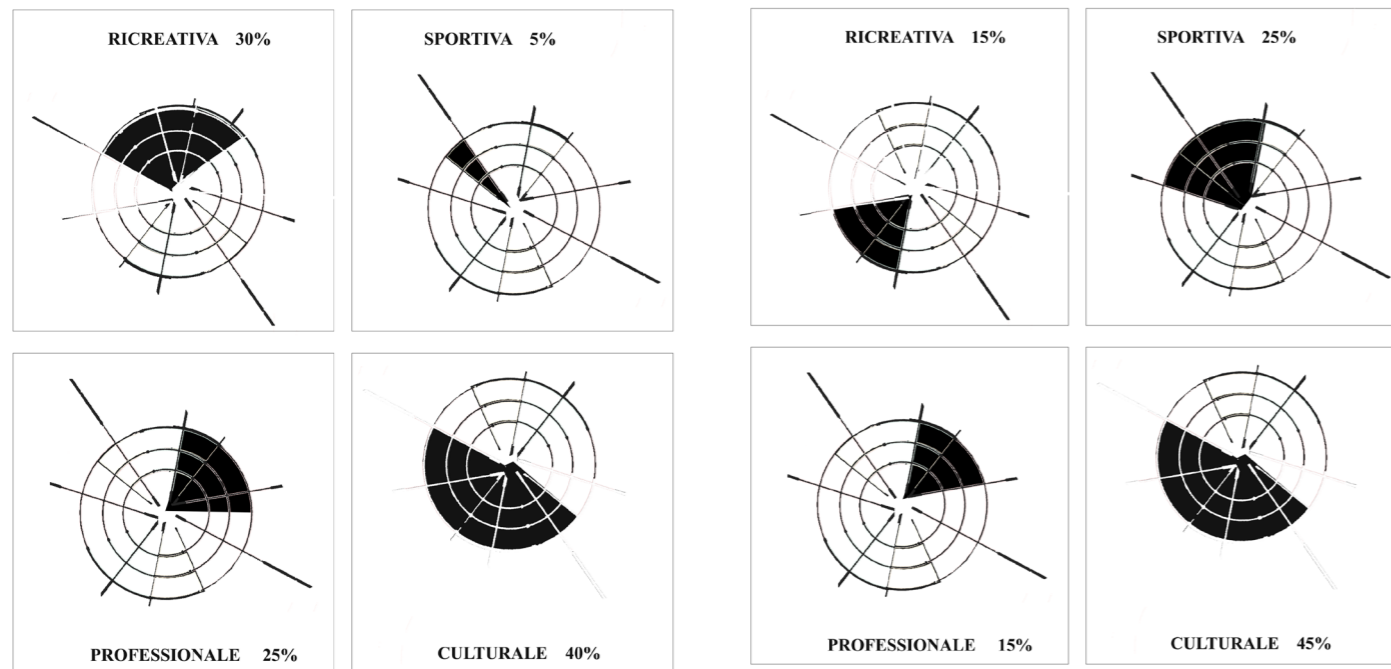 RICREATIVA 30%
SPORTIVA 5%
PROFESSIONALE 25%
CULTURALE 40%
RICREATIVA 15%
SPORTIVA 25%
PROFESSIONALE 15%
CULTURALE 45%